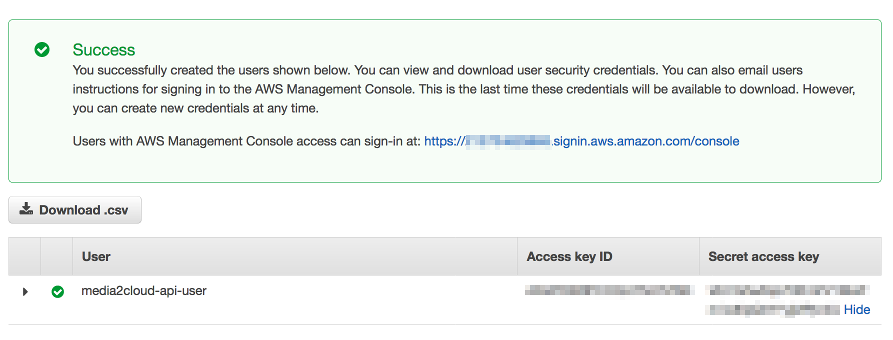 Success
You successfully created the users shown below. You can view and download user security credentials. You can also email users
instructions for signing in to the AWS Management Console. This is the last time these credentials will be available to download. However,
you can create new credentials at any time.
Users with AWS Management Console access can sign-in at: https:// .signin.aws.amazon.com/console
Download .csv
User Access key ID Secret access key
media2cloud-api-user
Hide